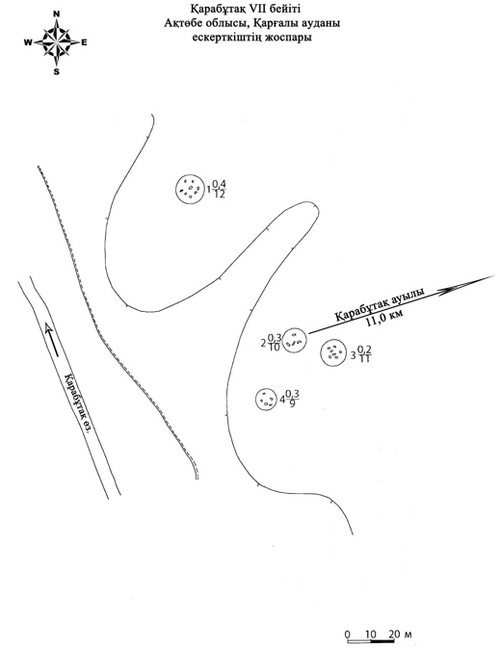 Қарабұтақ VII бейіті
Ақтөбе облысы, Қарғалы ауданы
ескерткіштің жоспары
N
W
E
S
1 0,4
12
Қарабұтақ ауылы
11,0 км
2 0,3
10
3 0,2
11
4 0,3
9
Қарабұтақ өз.
0 10 20 м